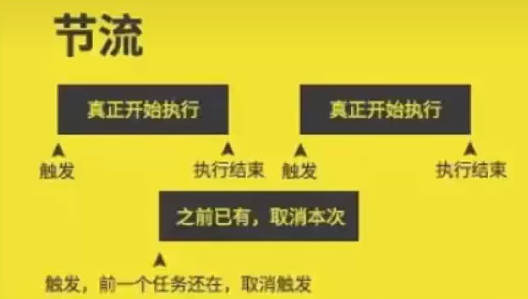 节流
真正开始执行 真正开始执行
触发 执行结束 触发 执行结束
之前已有，取消本次
触发，前一个任务还在，取消触发